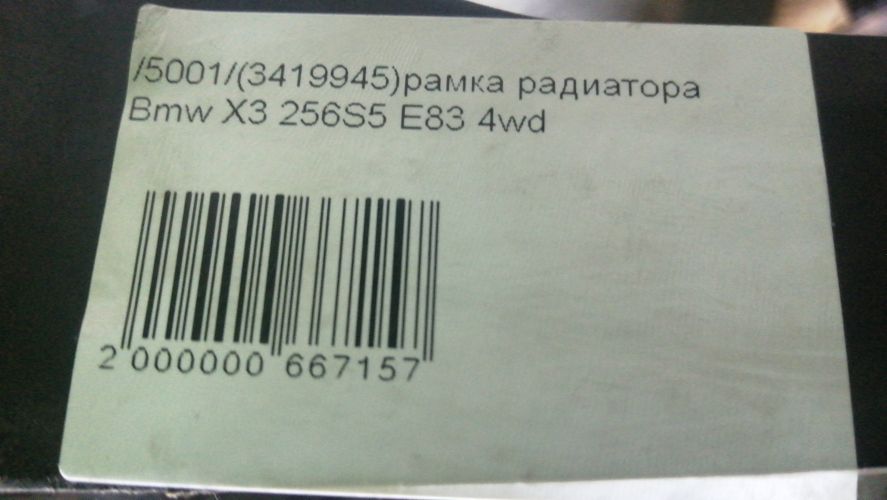 /5001/(3419945)рамка радиатора
Bmw X3 256S5 E83 4wd
2 000000 667157